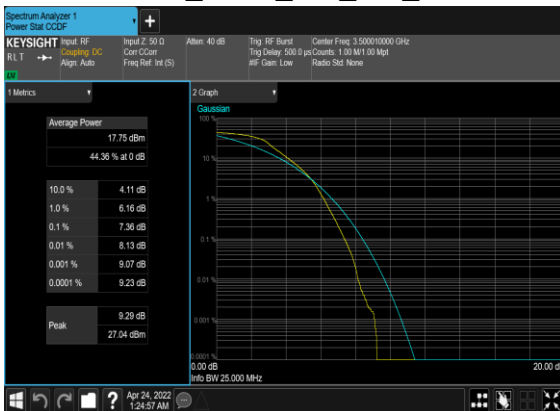 Spectrum Analyzer 1
Power Stat CCDF
KEYSIGHT
RLT
LV
Input: RF
Coupling: DC
Align: Auto
Input Z: 50 Ω
Corr CCorr
Freq Ref: Int (S)
Atten: 40 dB
Trig: RF Burst
Trig Delay: 500.0 µs
#IF Gain: Low
Center Freq: 3.500010000 GHz
Counts: 1.00 M/1.00 Mpt
Radio Std: None
1 Metrics
Average Power
17.75 dBm
44.36 % at 0 dB
10.0 % 4.11 dB
1.0 % 6.16 dB
0.1 % 7.36 dB
0.01 % 8.13 dB
0.001 % 9.07 dB
0.0001 % 9.23 dB
Peak
9.29 dB
27.04 dBm
2 Graph
Gaussian
100 %
10 %
1 %
0.1 %
0.01 %
0.001 %
0.0001 %
0.00 dB
20.00 d
Info BW 25.000 MHz
?
Apr 24, 2022
1:24:57 AM